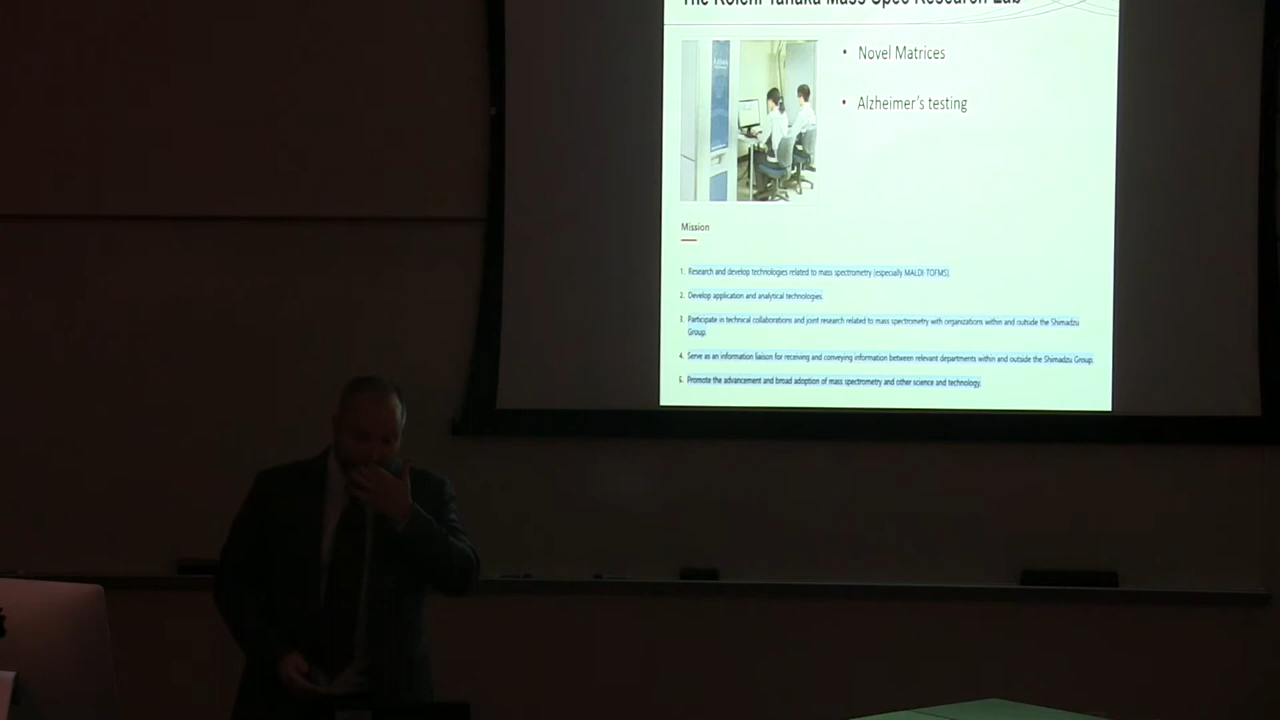 The Koichi Tanaka Mass Spec Research Lab
• Novel Matrices
• Alzheimer's testing
Mission
1. Research and develop technologies related to mass spectrometry (especially MALDI-TOFMS).
2. Develop application and analytical technologies.
3. Participate in technical collaborations and joint research related to mass spectrometry with organizations within and outside the Shimadzu
Group.
4. Serve as an information liaison for receiving and conveying information between relevant departments within and outside the Shimadzu Group.
5. Promote the advancement and broad adoption of mass spectrometry and other science and technology.